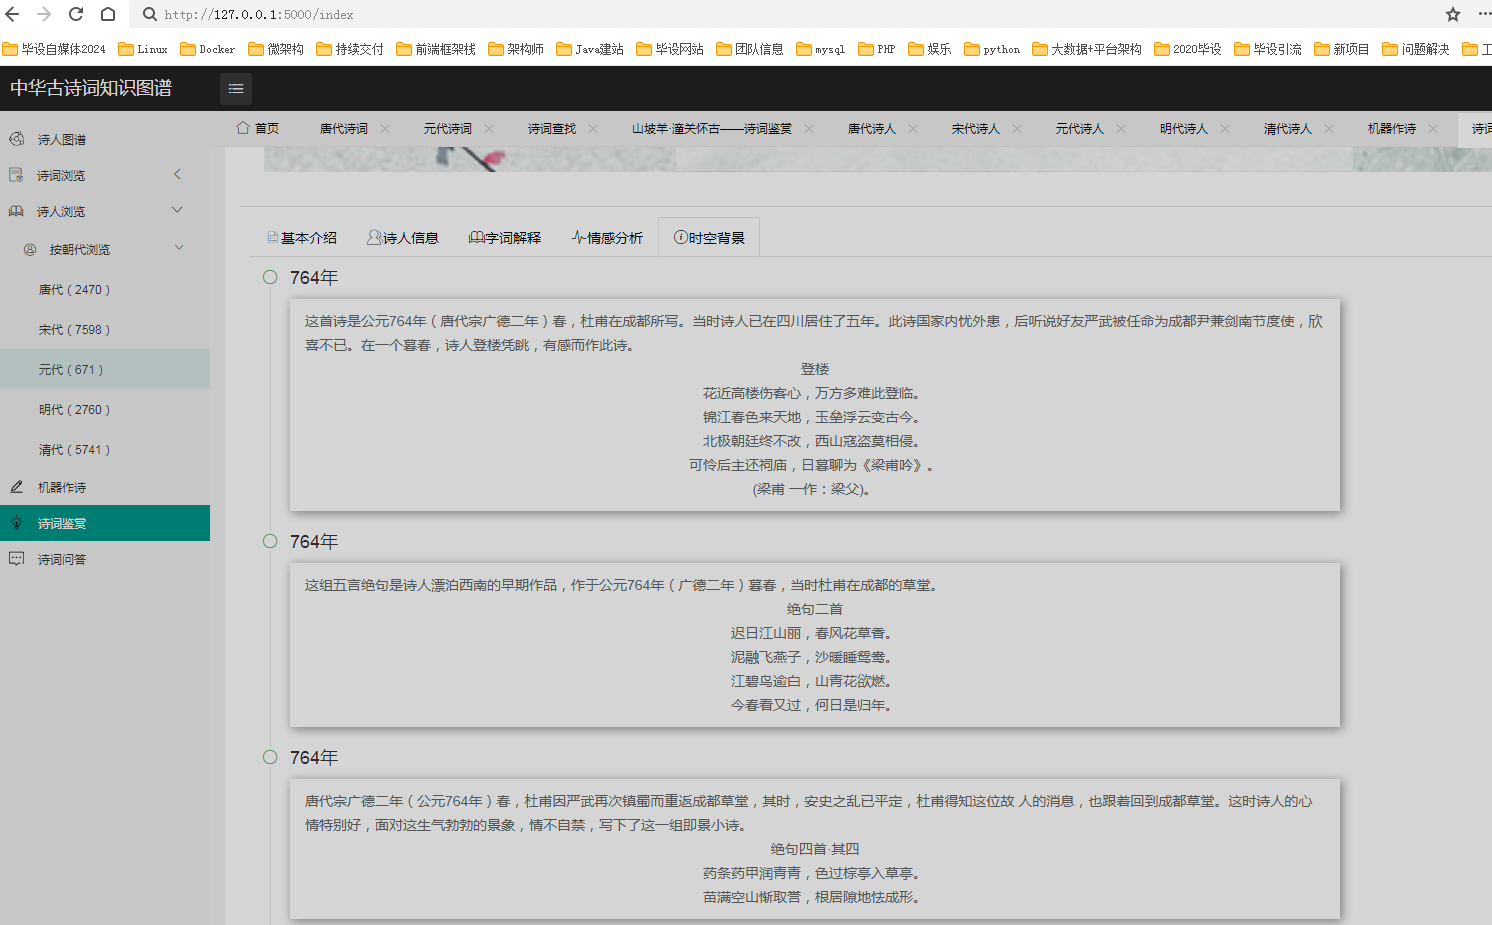 http://127.0.0.1:5000/index
毕设自媒体2024 Linux Docker 微架构 持续交付 前端框架栈 架构师 Java建站 毕设网站 团队信息 mysql PHP 娱乐 python 大数据+平台架构 2020毕设 毕设引流 新项目 问题解决 工
中华古诗词知识图谱
首页 唐代诗词 元代诗词 诗词查找 山坡羊·潼关怀古——诗词鉴赏 唐代诗人 宋代诗人 元代诗人 明代诗人 清代诗人 机器作诗 诗词
诗人图谱
诗词浏览
诗人浏览
按朝代浏览
唐代（2470）
宋代（7598）
元代（671）
明代（2760）
清代（5741）
机器作诗
诗词鉴赏
诗词问答
基本介绍 诗人信息 字词解释 情感分析 时空背景
764年
这首诗是公元764年（唐代宗广德二年）春，杜甫在成都所写。当时诗人已在四川居住了五年。此诗国家内忧外患，后听说好友严武被任命为成都尹兼剑南节度使，欣
喜不已。在一个暮春，诗人登楼凭眺，有感而作此诗。
登楼
花近高楼伤客心，万方多难此登临。
锦江春色来天地，玉垒浮云变古今。
北极朝廷终不改，西山寇盗莫相侵。
可怜后主还祠庙，日暮聊为《梁甫吟》。
(梁甫 一作：梁父)。
764年
这组五言绝句是诗人漂泊西南的早期作品，作于公元764年（广德二年）暮春，当时杜甫在成都的草堂。
绝句二首
迟日江山丽，春风花草香。
泥融飞燕子，沙暖睡鸳鸯。
江碧鸟逾白，山青花欲燃。
今春看又过，何日是归年。
764年
唐代宗广德二年（公元764年）春，杜甫因严武再次镇蜀而重返成都草堂，其时，安史之乱已平定，杜甫得知这位故 人的消息，也跟着回到成都草堂。这时诗人的心
情特别好，面对这生气勃勃的景象，情不自禁，写下了这一组即景小诗。
绝句四首·其四
药条药甲润青青，色过棕亭入草亭。
苗满空山惭取誉，根居隙地怯成形。